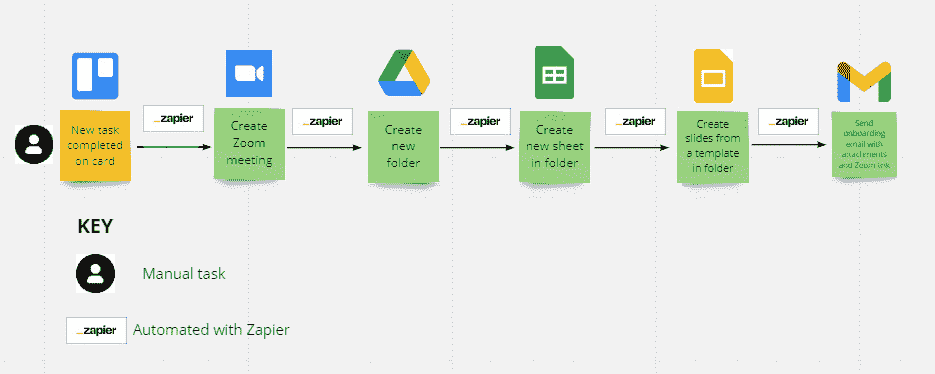 New task
completed
on card
_zapier
Create
Zoom
meeting
_zapier
Create
new
folder
_zapier
Create
new sheet
in folder
_zapier
Create
slides from
a template
in folder
_zapier
Send
onboarding
email with
attachments
and Zoom link
KEY
Manual task
_zapier
Automated with Zapier